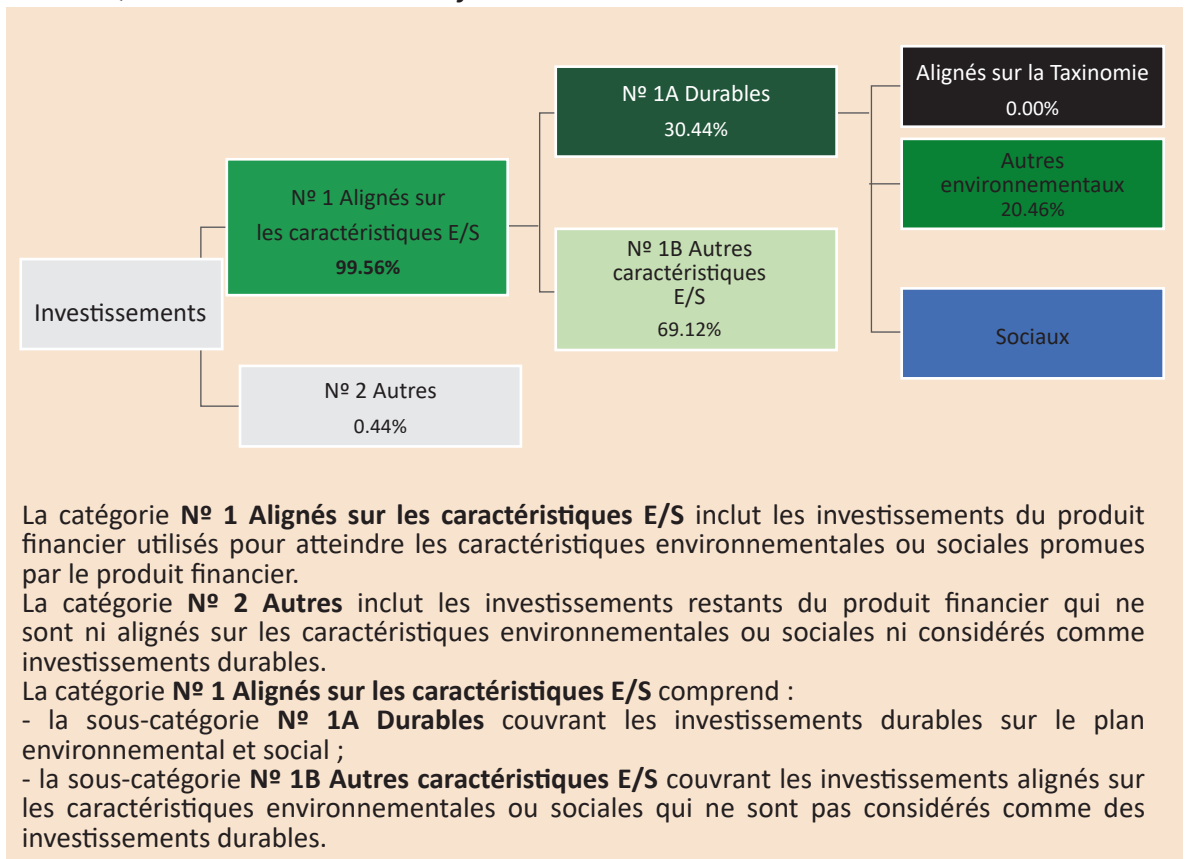 Investissements
Nº 1 Alignés sur
les caractéristiques E/S
99.56%
Nº 2 Autres
0.44%
Nº 1A Durables
30.44%
Nº 1B Autres
caractéristiques
E/S
69.12%
Alignés sur la Taxinomie
0.00%
Autres
environnementaux
20.46%
Sociaux
La catégorie Nº 1 Alignés sur les caractéristiques E/S inclut les investissements du produit
financier utilisés pour atteindre les caractéristiques environnementales ou sociales promues
par le produit financier.
La catégorie Nº 2 Autres inclut les investissements restants du produit financier qui ne
sont ni alignés sur les caractéristiques environnementales ou sociales ni considérés comme
investissements durables.
La catégorie Nº 1 Alignés sur les caractéristiques E/S comprend :
- la sous-catégorie Nº 1A Durables couvrant les investissements durables sur le plan
environnemental et social ;
- la sous-catégorie Nº 1B Autres caractéristiques E/S couvrant les investissements alignés sur
les caractéristiques environnementales ou sociales qui ne sont pas considérés comme des
investissements durables.